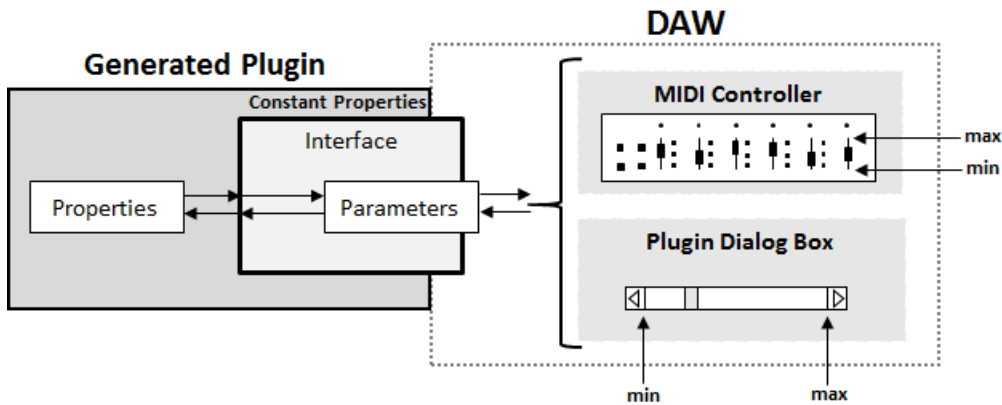 DAW
Generated Plugin
Constant Properties
Interface
Properties
Parameters
MIDI Controller
max
min
Plugin Dialog Box
min
max